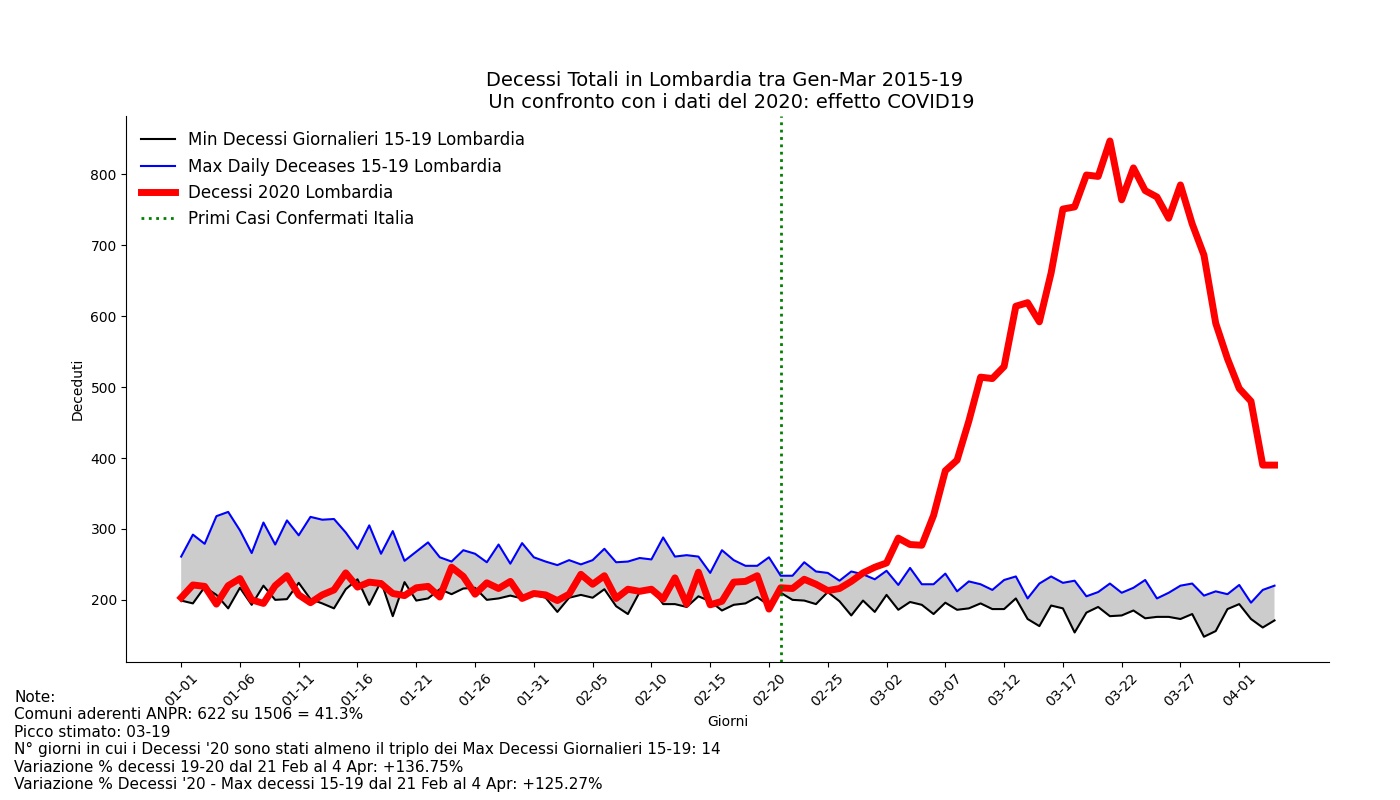 Decessi Totali in Lombardia tra Gen-Mar 2015-19
Un confronto con i dati del 2020: effetto COVID19
Min Decessi Giornalieri 15-19 Lombardia
Max Daily Deceases 15-19 Lombardia
Decessi 2020 Lombardia
Primi Casi Confermati Italia
800
700
600
500
400
300
200
Deceduti
01-01
01-06
01-11
01-16
01-21
01-26
01-31
02-05
02-10
02-15
02-20
02-25
03-02
03-07
03-12
03-17
03-22
03-27
04-01
Giorni
Note:
Comuni aderenti ANPR: 622 su 1506 = 41.3%
Picco stimato: 03-19
N° giorni in cui i Decessi '20 sono stati almeno il triplo dei Max Decessi Giornalieri 15-19: 14
Variazione % decessi 19-20 dal 21 Feb al 4 Apr: +136.75%
Variazione % Decessi '20 - Max decessi 15-19 dal 21 Feb al 4 Apr: +125.27%